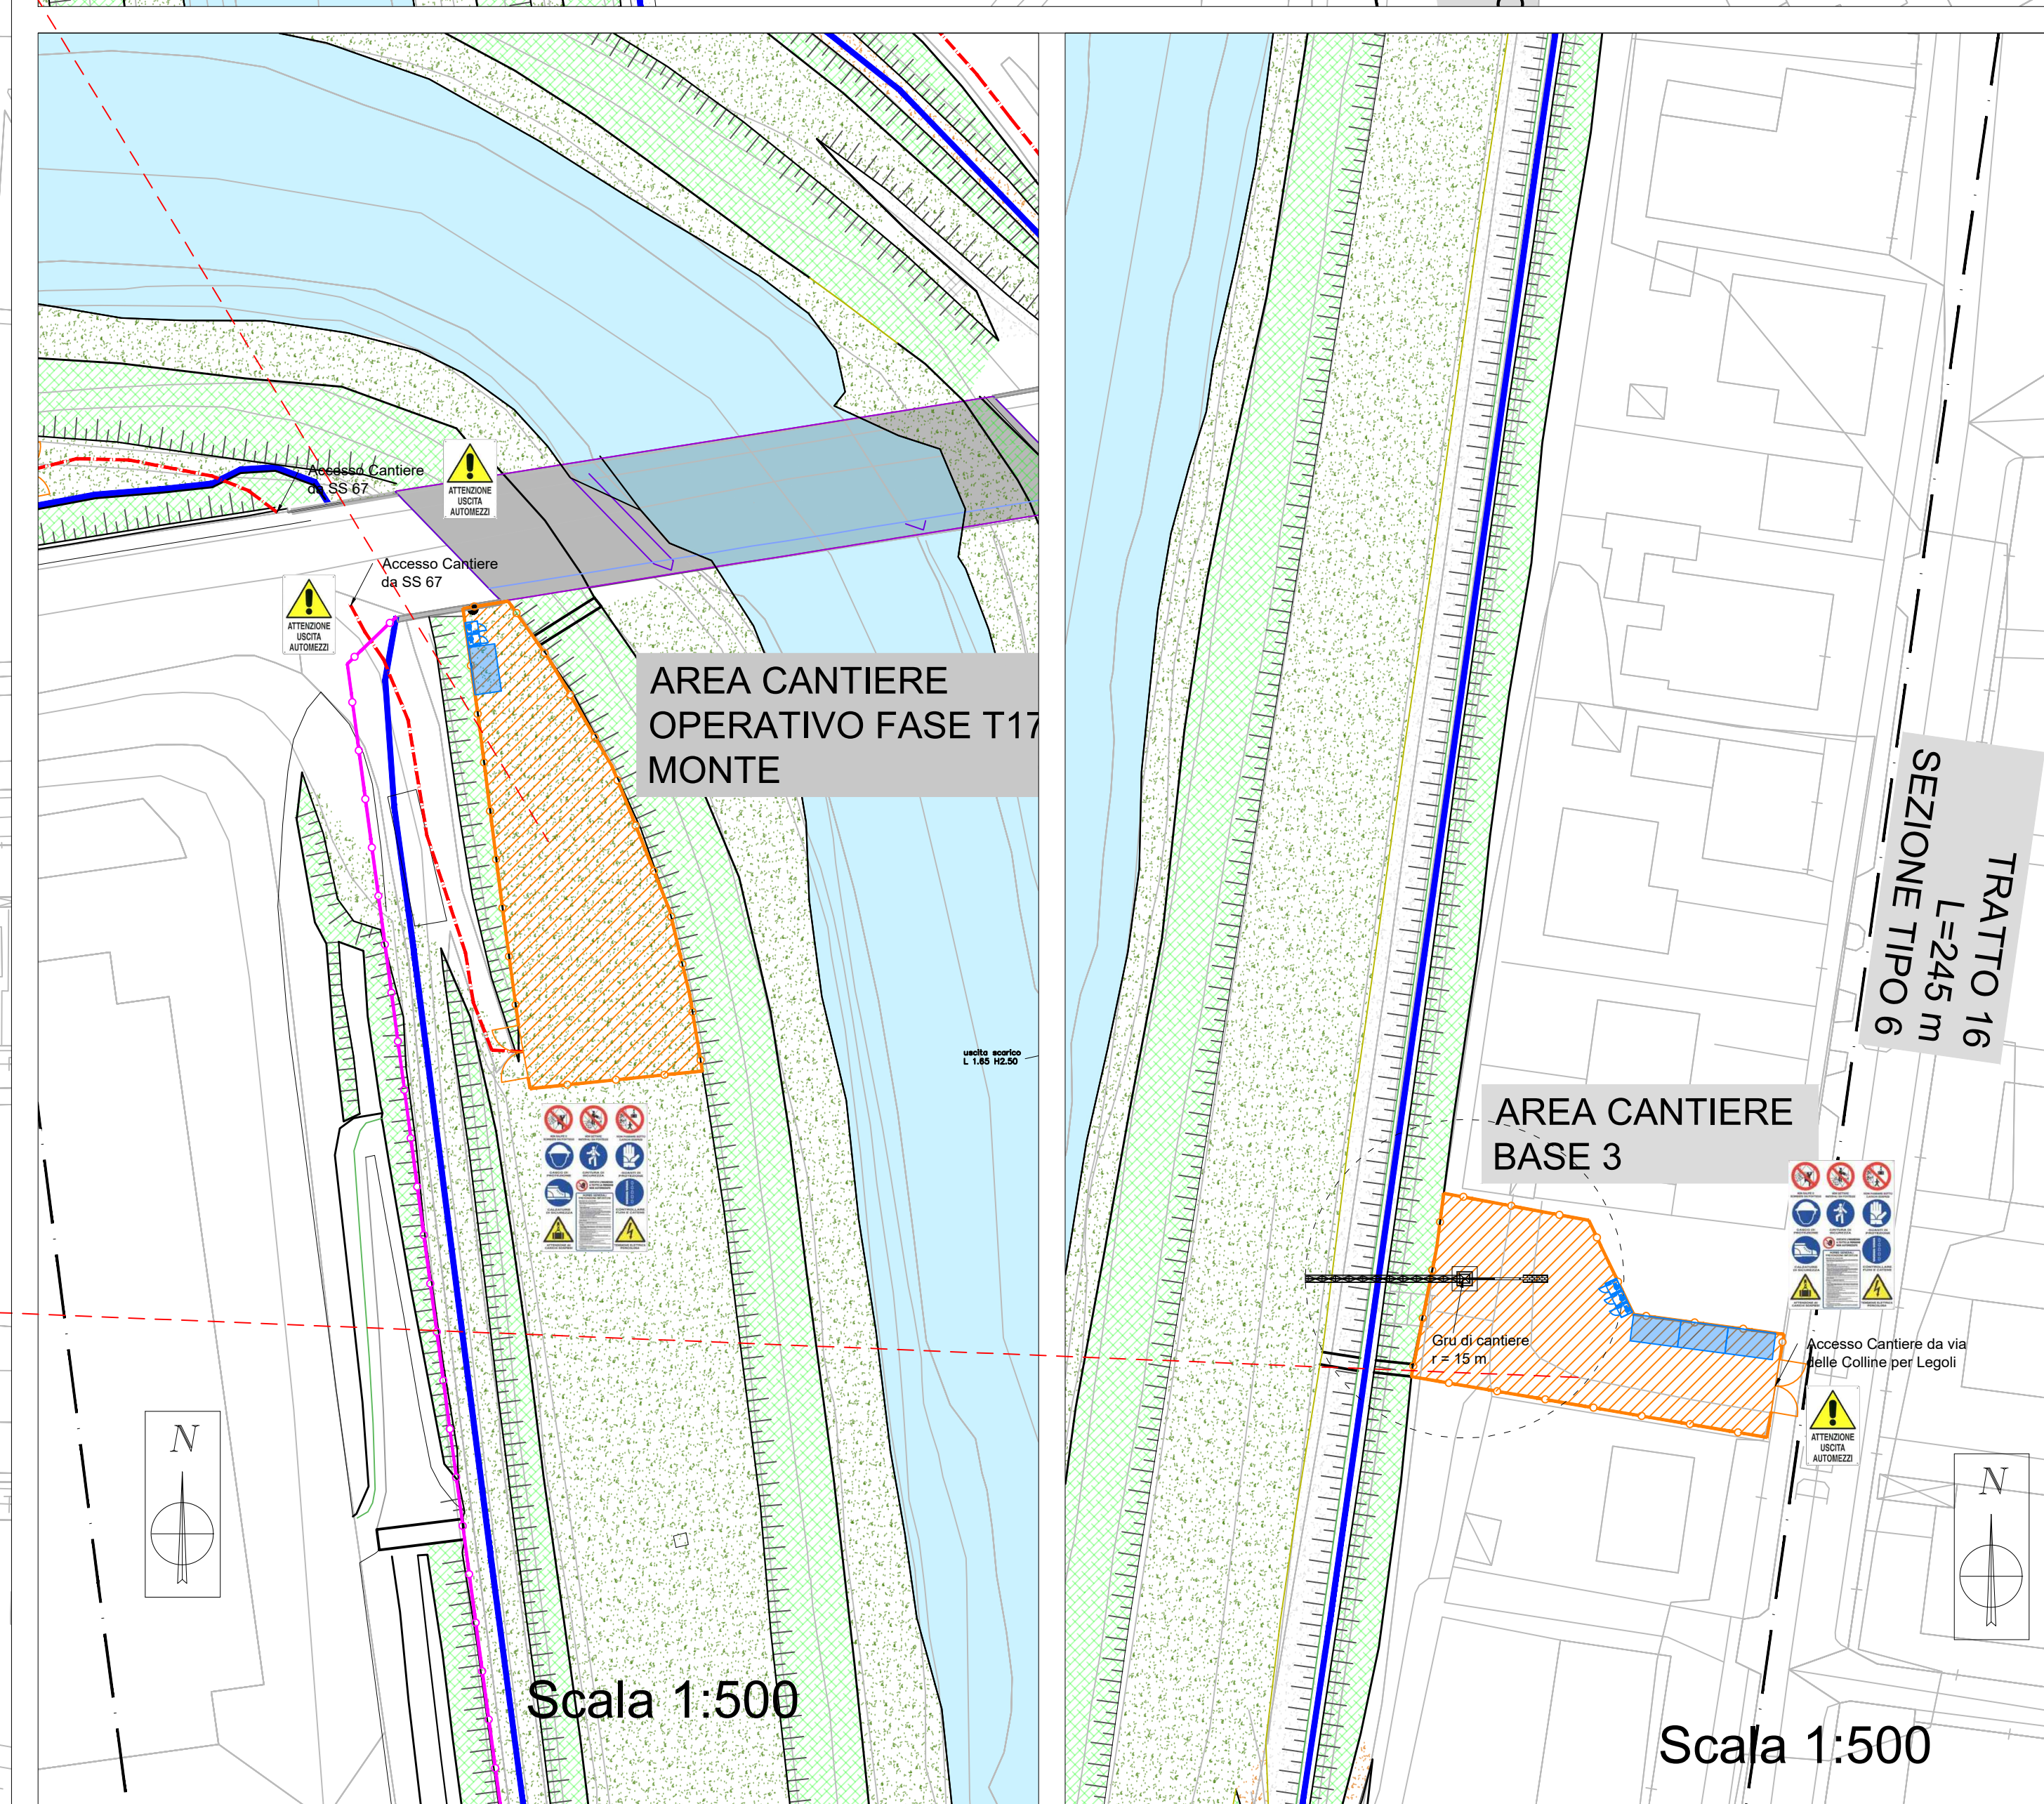 Accesso Cantiere
da SS 67
ATTENZIONE
USCITA
AUTOMEZZI
Accesso Cantiere
da SS 67
ATTENZIONE
USCITA
AUTOMEZZI
AREA CANTIERE
OPERATIVO FASE T17
MONTE
uscita scarico
L 1.65 H2.50
N
Scala 1:500
TRATTO 16
L=245 m
SEZIONE TIPO 6
AREA CANTIERE
BASE 3
Gru di cantiere
r = 15 m
Accesso Cantiere da via
delle Colline per Legoli
ATTENZIONE
USCITA
AUTOMEZZI
N
Scala 1:500